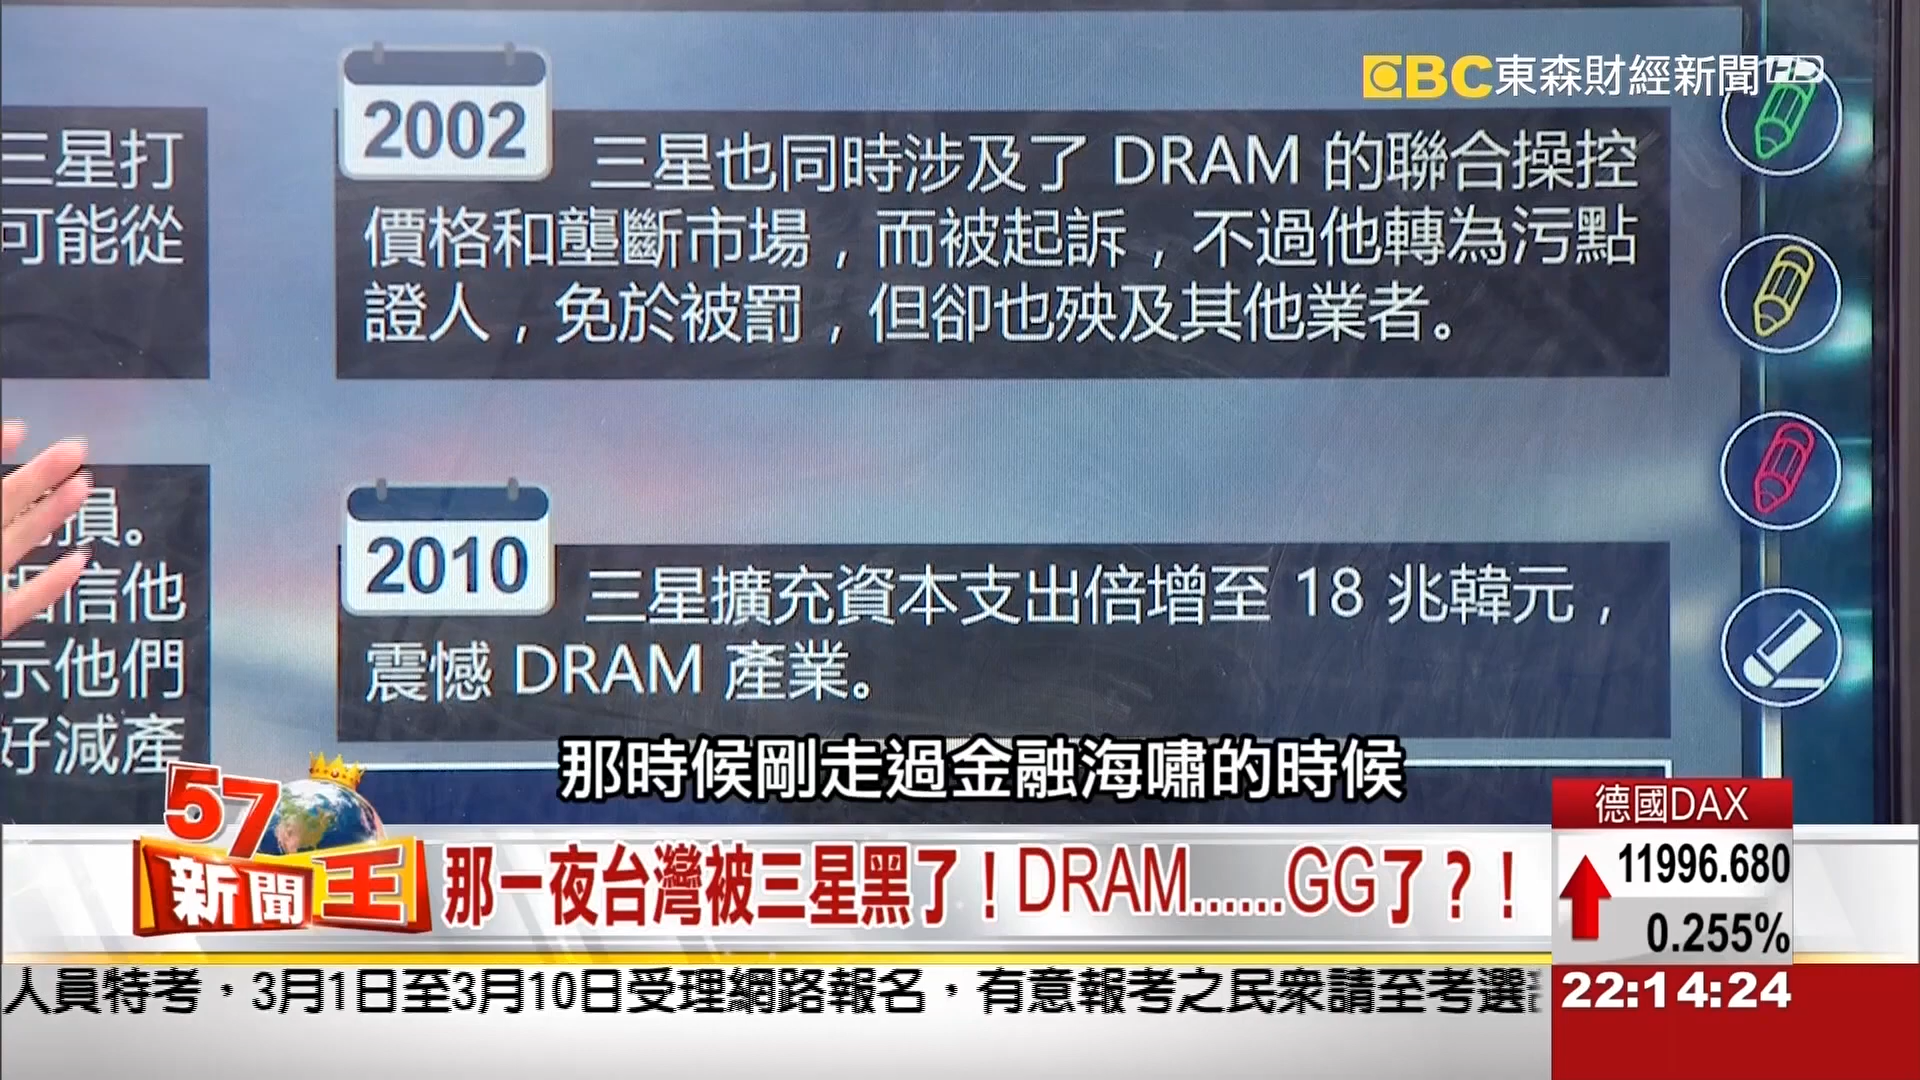 EBC東森財經新聞HD
三星打
可能從
2002
三星也同時涉及了 DRAM 的聯合操控
價格和壟斷市場，而被起訴，不過他轉為污點
證人，免於被罰，但卻也殃及其他業者。
損。
信他
示他們
好減產
2010
三星擴充資本支出倍增至 18 兆韓元，
震憾 DRAM 產業。
那時候剛走過金融海嘯的時候
57
新聞王
那一夜台灣被三星黑了！DRAM......GG了？！
德國DAX
11996.680
0.255%
人員特考，3月1日至3月10日受理網路報名，有意報考之民眾請至考選
22:14:24